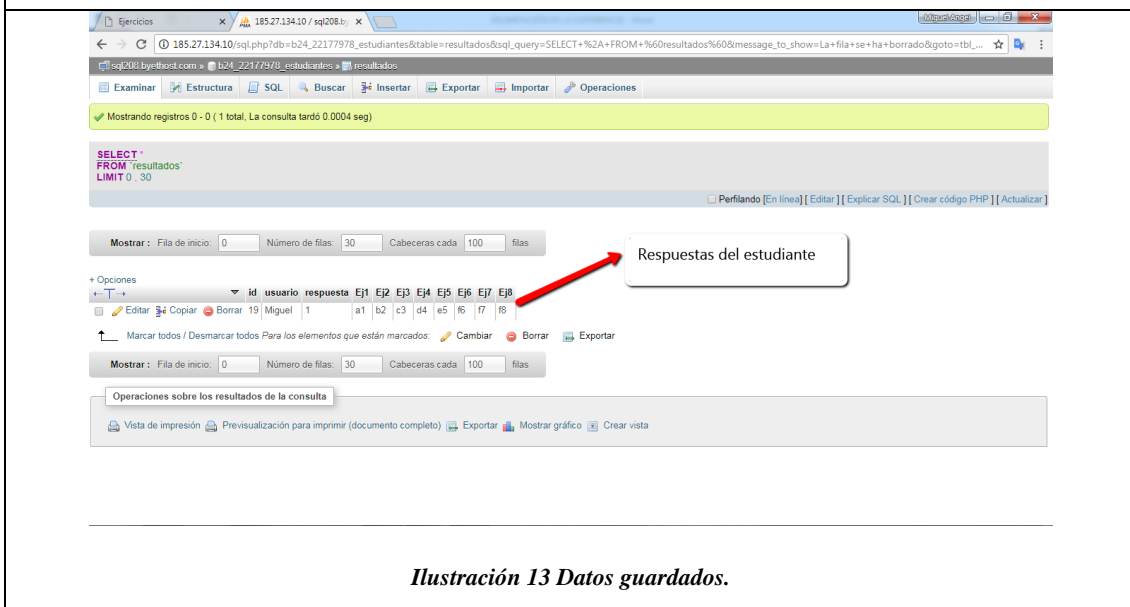 Ejercicios
185.27.134.10 / sql208.by
Miguel Angel
185.27.134.10/sql.php?db=b24_22177978_estudiantes&table=resultados&sql_query=SELECT+%2A+FROM+%60resultados%60&message_to_show=La+fila+se+ha+borrado&goto=tbl_...
sql208.byethost.com » b24_22177978_estudiantes » resultados
Examinar Estructura SQL Buscar Insertar Exportar Importar Operaciones
Mostrando registros 0 - 0 ( 1 total, La consulta tardó 0.0004 seg)
SELECT *
FROM `resultados`
LIMIT 0 , 30
Perfilando [En línea] [ Editar ] [ Explicar SQL ] [ Crear código PHP ] [ Actualizar ]
Mostrar : Fila de inicio: 0 Número de filas: 30 Cabeceras cada 100 filas
Respuestas del estudiante
+ Opciones
←T→ id usuario respuesta Ej1 Ej2 Ej3 Ej4 Ej5 Ej6 Ej7 Ej8
Editar Copiar Borrar 19 Miguel 1 a1 b2 c3 d4 e5 f6 f7 f8
Marcar todos / Desmarcar todos Para los elementos que están marcados: Cambiar Borrar Exportar
Mostrar : Fila de inicio: 0 Número de filas: 30 Cabeceras cada 100 filas
Operaciones sobre los resultados de la consulta
Vista de impresión Previsualización para imprimir (documento completo) Exportar Mostrar gráfico Crear vista
Ilustración 13 Datos guardados.